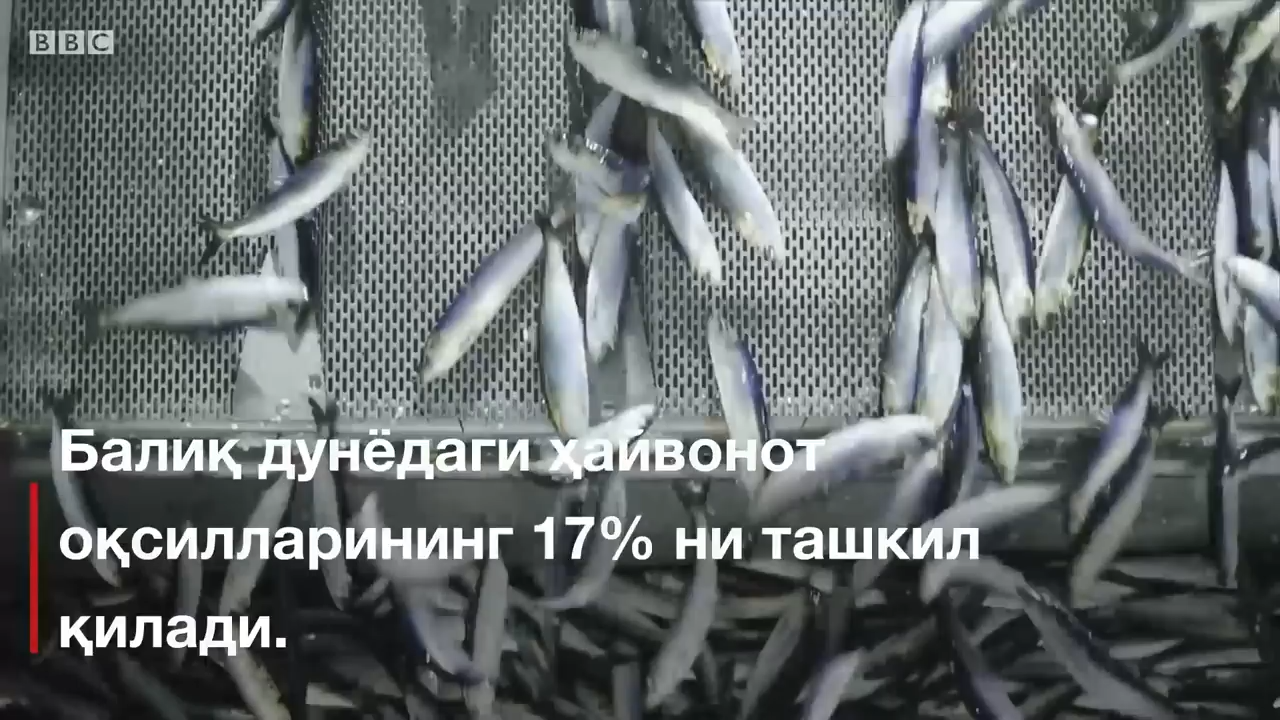 BBC
Балиқ дунёдаги ҳайвонот
оқсилларининг 17% ни ташкил
қилади.